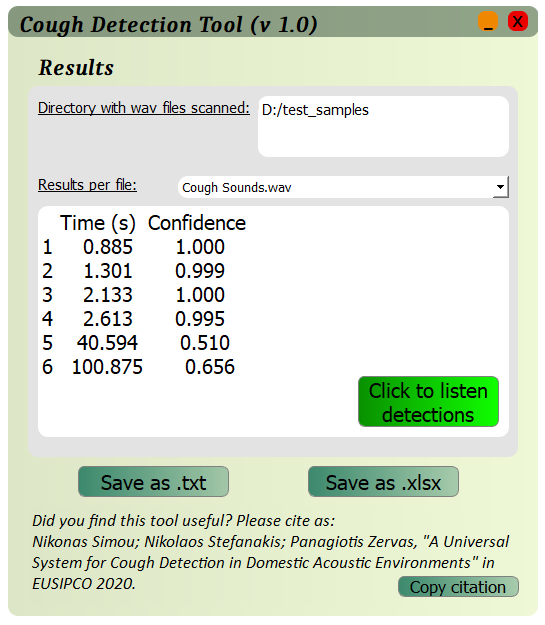 Cough Detection Tool (v 1.0)
_ X
Results
Directory with wav files scanned: D:/test_samples
Results per file: Cough Sounds.wav
Time (s) Confidence
1 0.885 1.000
2 1.301 0.999
3 2.133 1.000
4 2.613 0.995
5 40.594 0.510
6 100.875 0.656
Click to listen
detections
Save as .txt Save as .xlsx
Did you find this tool useful? Please cite as:
Nikonas Simou; Nikolaos Stefanakis; Panagiotis Zervas, "A Universal
System for Cough Detection in Domestic Acoustic Environments" in
EUSIPCO 2020.
Copy citation